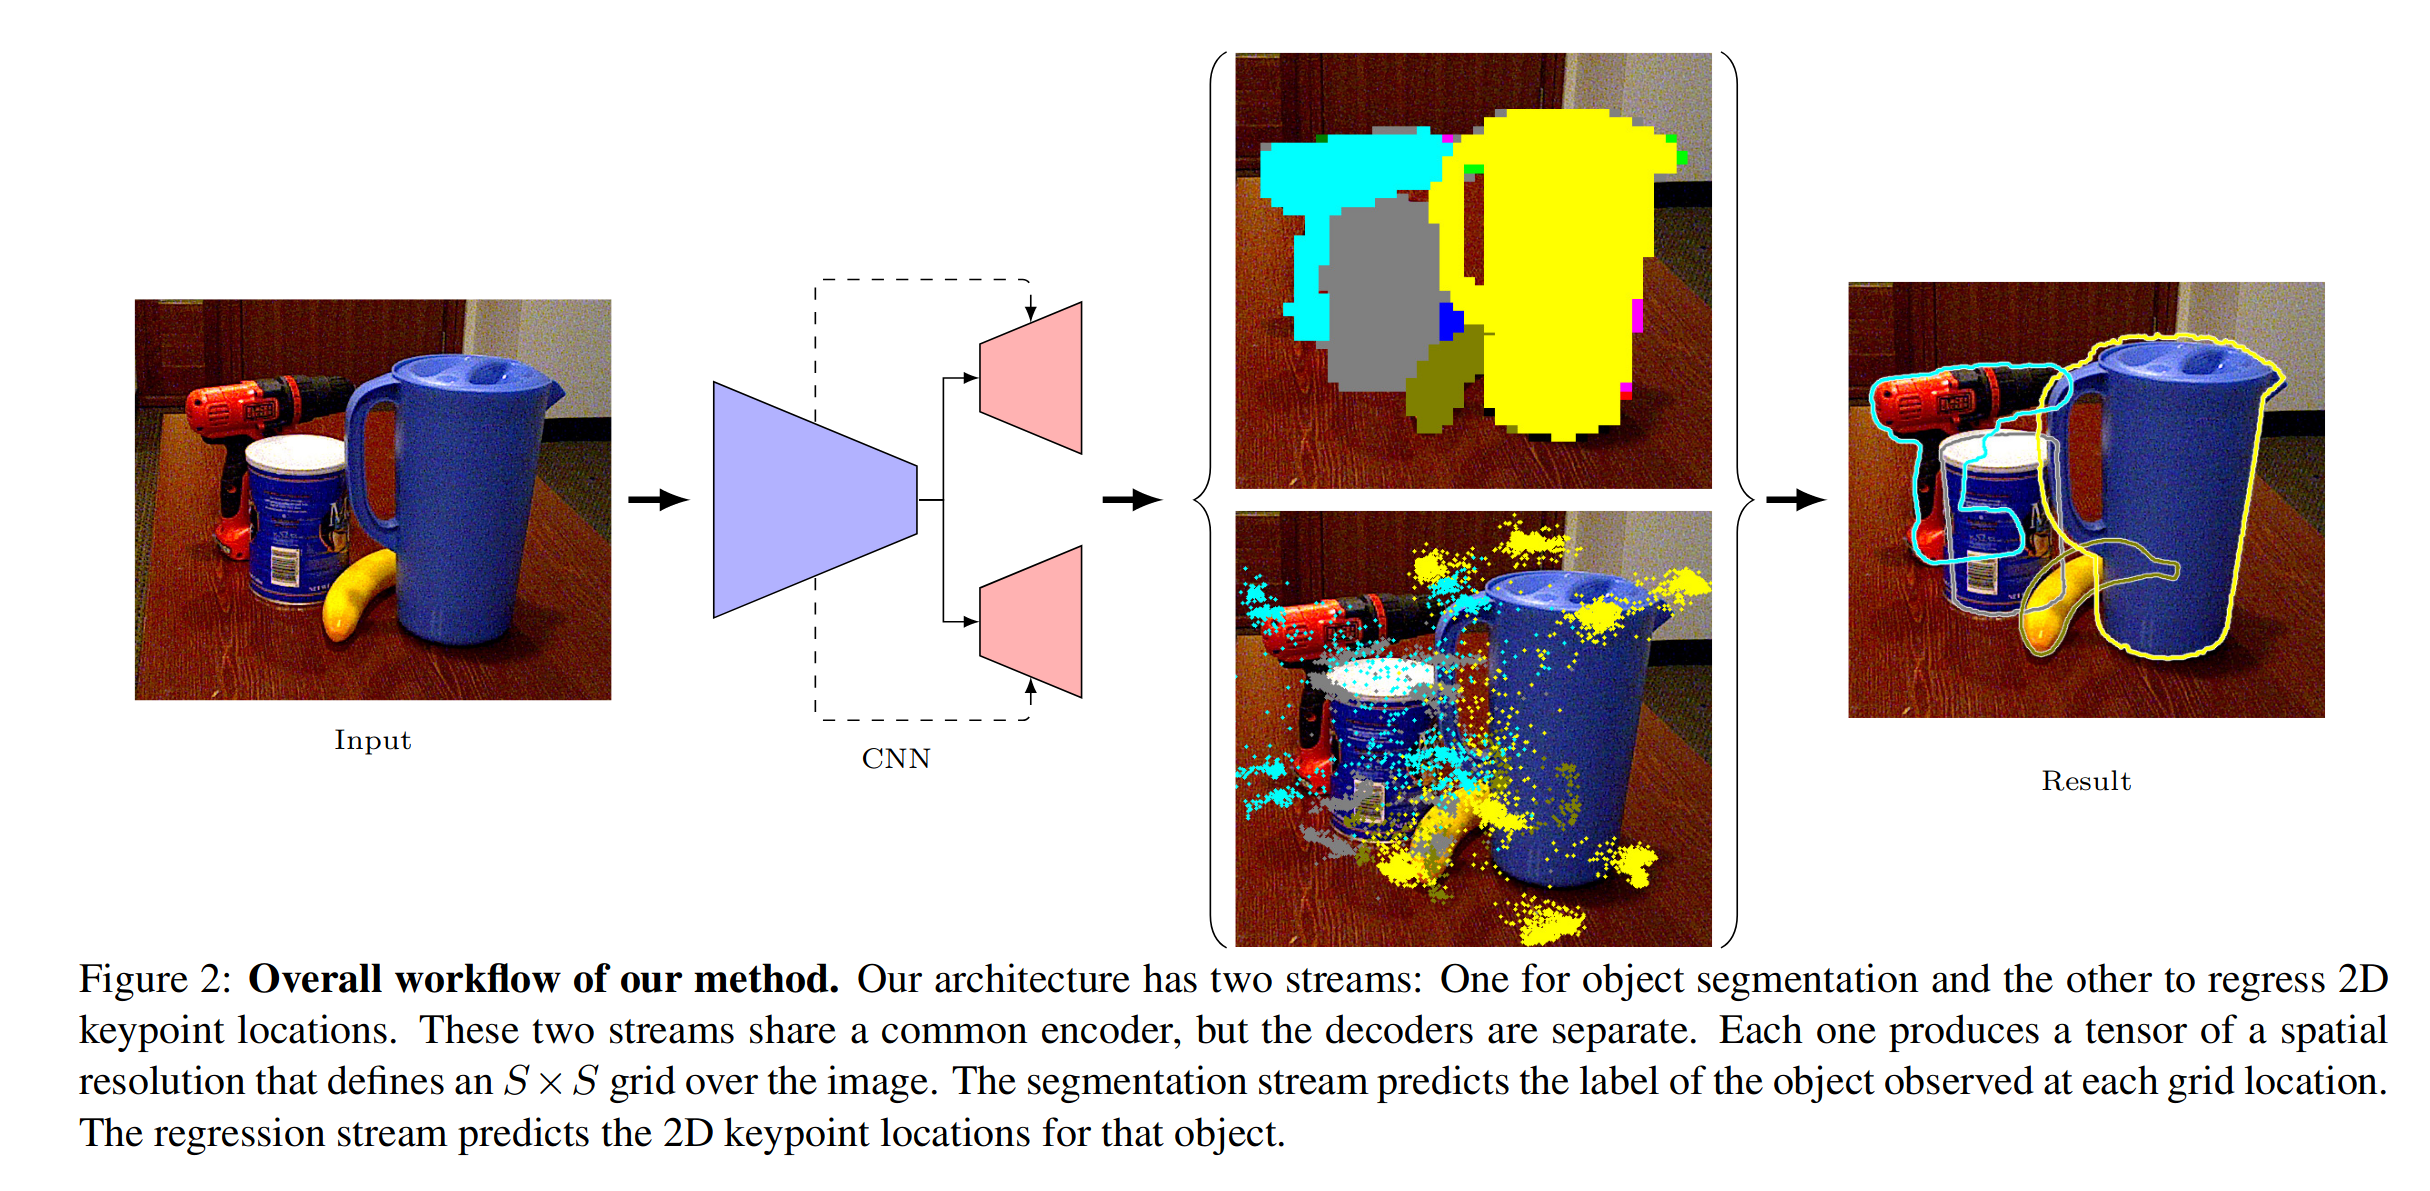 Input
CNN
Result
Figure 2: Overall workflow of our method. Our architecture has two streams: One for object segmentation and the other to regress 2D
keypoint locations. These two streams share a common encoder, but the decoders are separate. Each one produces a tensor of a spatial
resolution that defines an S × S grid over the image. The segmentation stream predicts the label of the object observed at each grid location.
The regression stream predicts the 2D keypoint locations for that object.